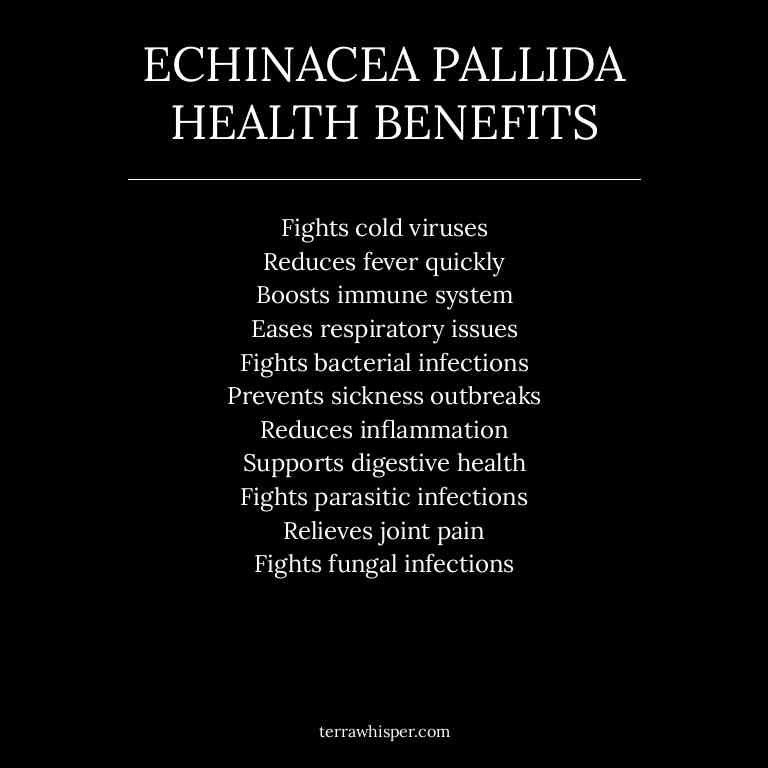 ECHINACEA PALLIDA
HEALTH BENEFITS
Fights cold viruses
Reduces fever quickly
Boosts immune system
Eases respiratory issues
Fights bacterial infections
Prevents sickness outbreaks
Reduces inflammation
Supports digestive health
Fights parasitic infections
Relieves joint pain
Fights fungal infections
terrawhisper.com